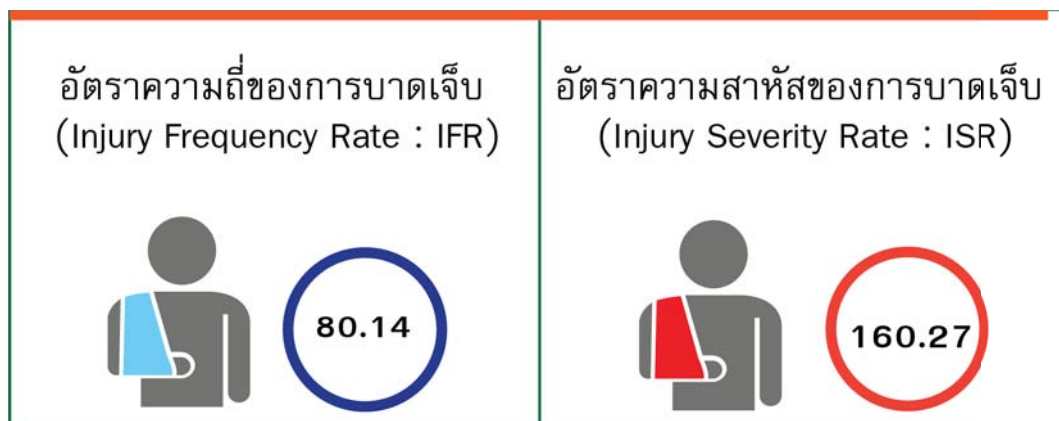 อัตราความถี่ของการบาดเจ็บ
(Injury Frequency Rate : IFR)
80.14
อัตราความสาหัสของการบาดเจ็บ
(Injury Severity Rate : ISR)
160.27